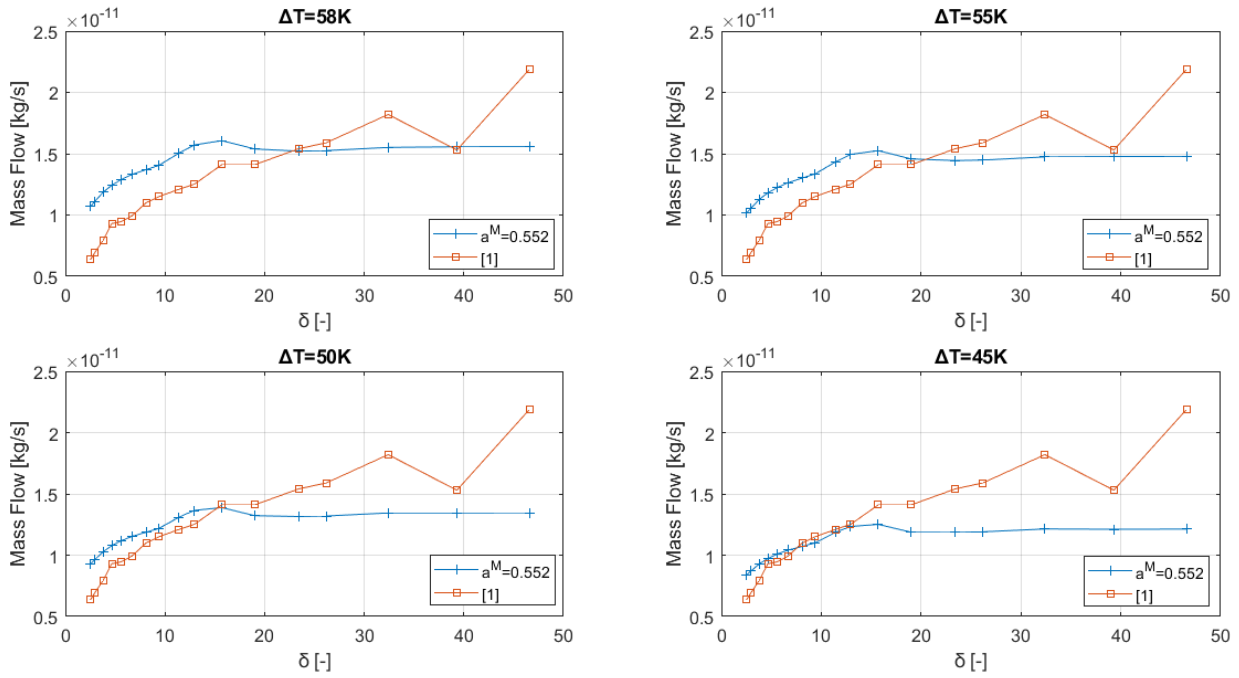 ΔT=58K
×10⁻¹¹
2.5
2
1.5
1
0.5
Mass Flow [kg/s]
0 10 20 30 40 50
δ [-]
a^M=0.552
[1]
ΔT=55K
×10⁻¹¹
2.5
2
1.5
1
0.5
Mass Flow [kg/s]
0 10 20 30 40 50
δ [-]
a^M=0.552
[1]
ΔT=50K
×10⁻¹¹
2.5
2
1.5
1
0.5
Mass Flow [kg/s]
0 10 20 30 40 50
δ [-]
a^M=0.552
[1]
ΔT=45K
×10⁻¹¹
2.5
2
1.5
1
0.5
Mass Flow [kg/s]
0 10 20 30 40 50
δ [-]
a^M=0.552
[1]